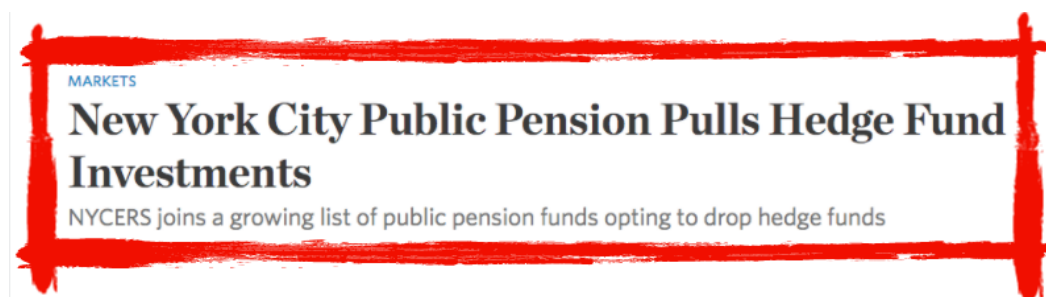 MARKETS
New York City Public Pension Pulls Hedge Fund
Investments
NYCERS joins a growing list of public pension funds opting to drop hedge funds